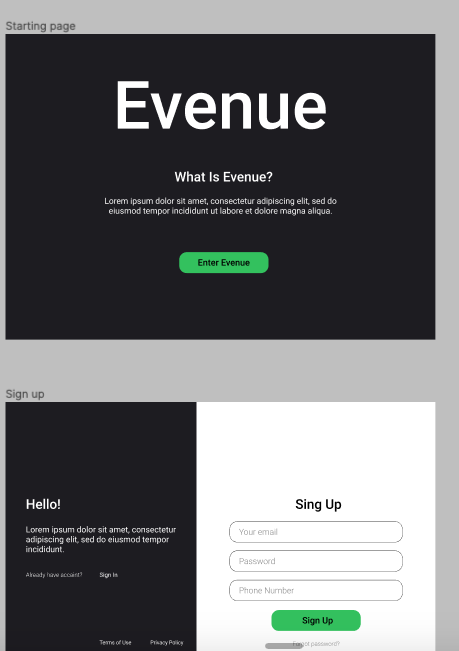 Starting page
Evenue
What Is Evenue?
Lorem ipsum dolor sit amet, consectetur adipiscing elit, sed do
eiusmod tempor incididunt ut labore et dolore magna aliqua.
Enter Evenue
Sign up
Hello!
Lorem ipsum dolor sit amet, consectetur
adipiscing elit, sed do eiusmod tempor
incididunt.
Already have accaint? Sign In
Terms of Use Privacy Policy
Sing Up
Your email
Password
Phone Number
Sign Up
Forgot password?